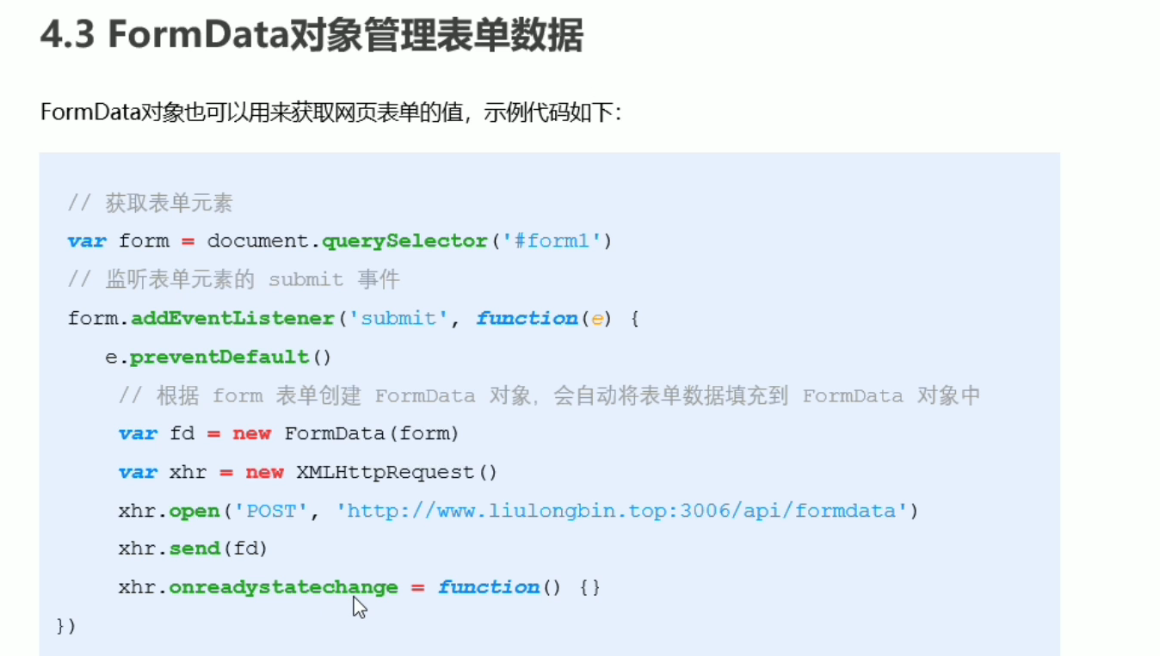 4.3 FormData对象管理表单数据
FormData对象也可以用来获取网页表单的值，示例代码如下：
// 获取表单元素
var form = document.querySelector('#form1')
// 监听表单元素的 submit 事件
form.addEventListener('submit', function(e) {
e.preventDefault()
// 根据 form 表单创建 FormData 对象，会自动将表单数据填充到 FormData 对象中
var fd = new FormData(form)
var xhr = new XMLHttpRequest()
xhr.open('POST', 'http://www.liulongbin.top:3006/api/formdata')
xhr.send(fd)
xhr.onreadystatechange = function() {}
})